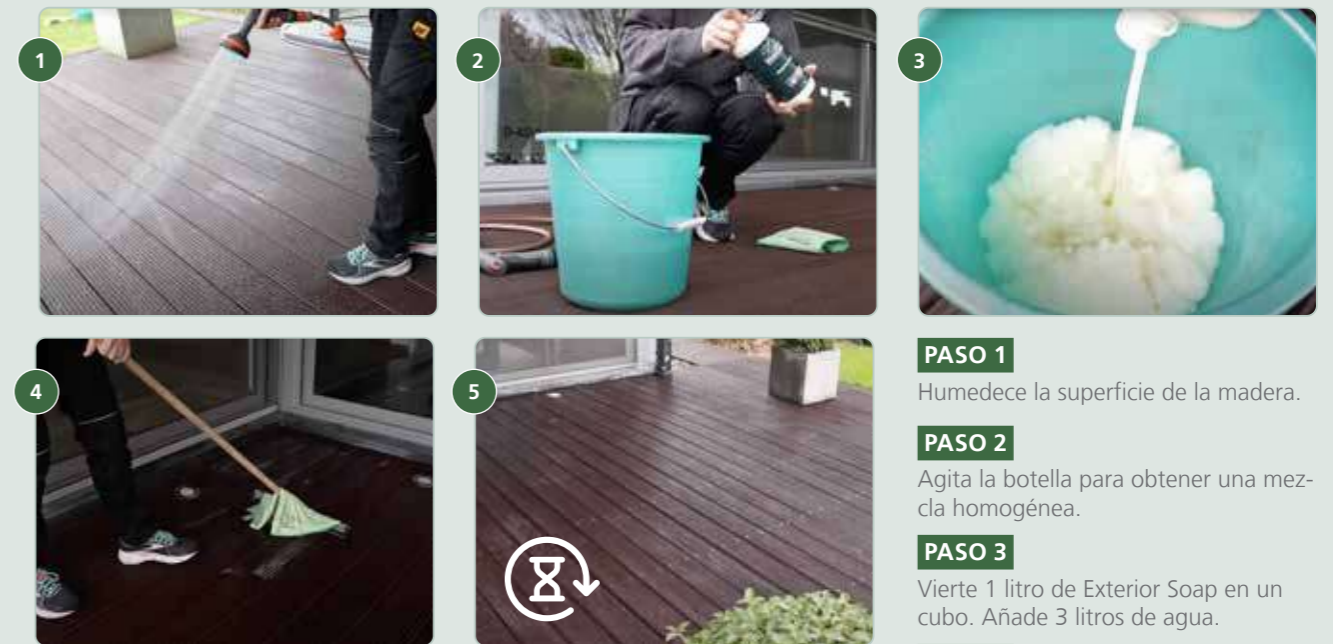 1
2
3
4
5
PASO 1
Humedece la superficie de la madera.
PASO 2
Agita la botella para obtener una mez-
cla homogénea.
PASO 3
Vierte 1 litro de Exterior Soap en un
cubo. Añade 3 litros de agua.